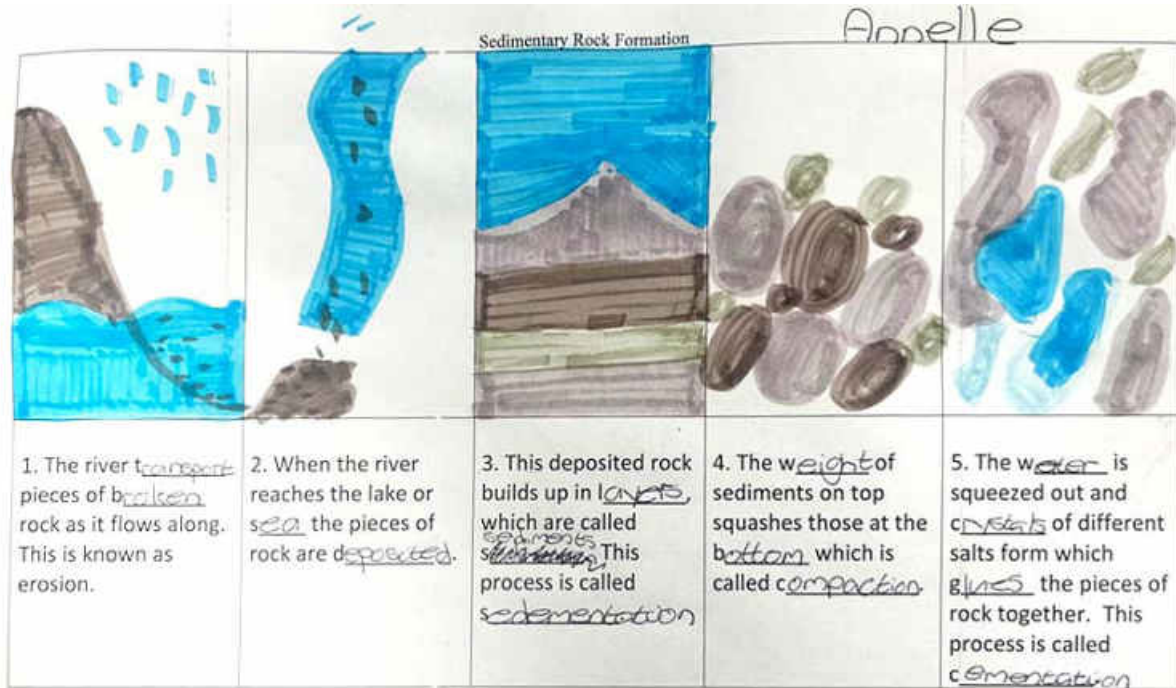 Sedimentary Rock Formation
Annelle
1. The river transport
pieces of broken
rock as it flows along.
This is known as
erosion.
2. When the river
reaches the lake or
sea the pieces of
rock are deposited.
3. This deposited rock
builds up in layers,
which are called
sediments
This
process is called
sedementation
4. The weight of
sediments on top
squashes those at the
bottom which is
called compaction
5. The water is
squeezed out and
crystals of different
salts form which
glues the pieces of
rock together. This
process is called
cementation